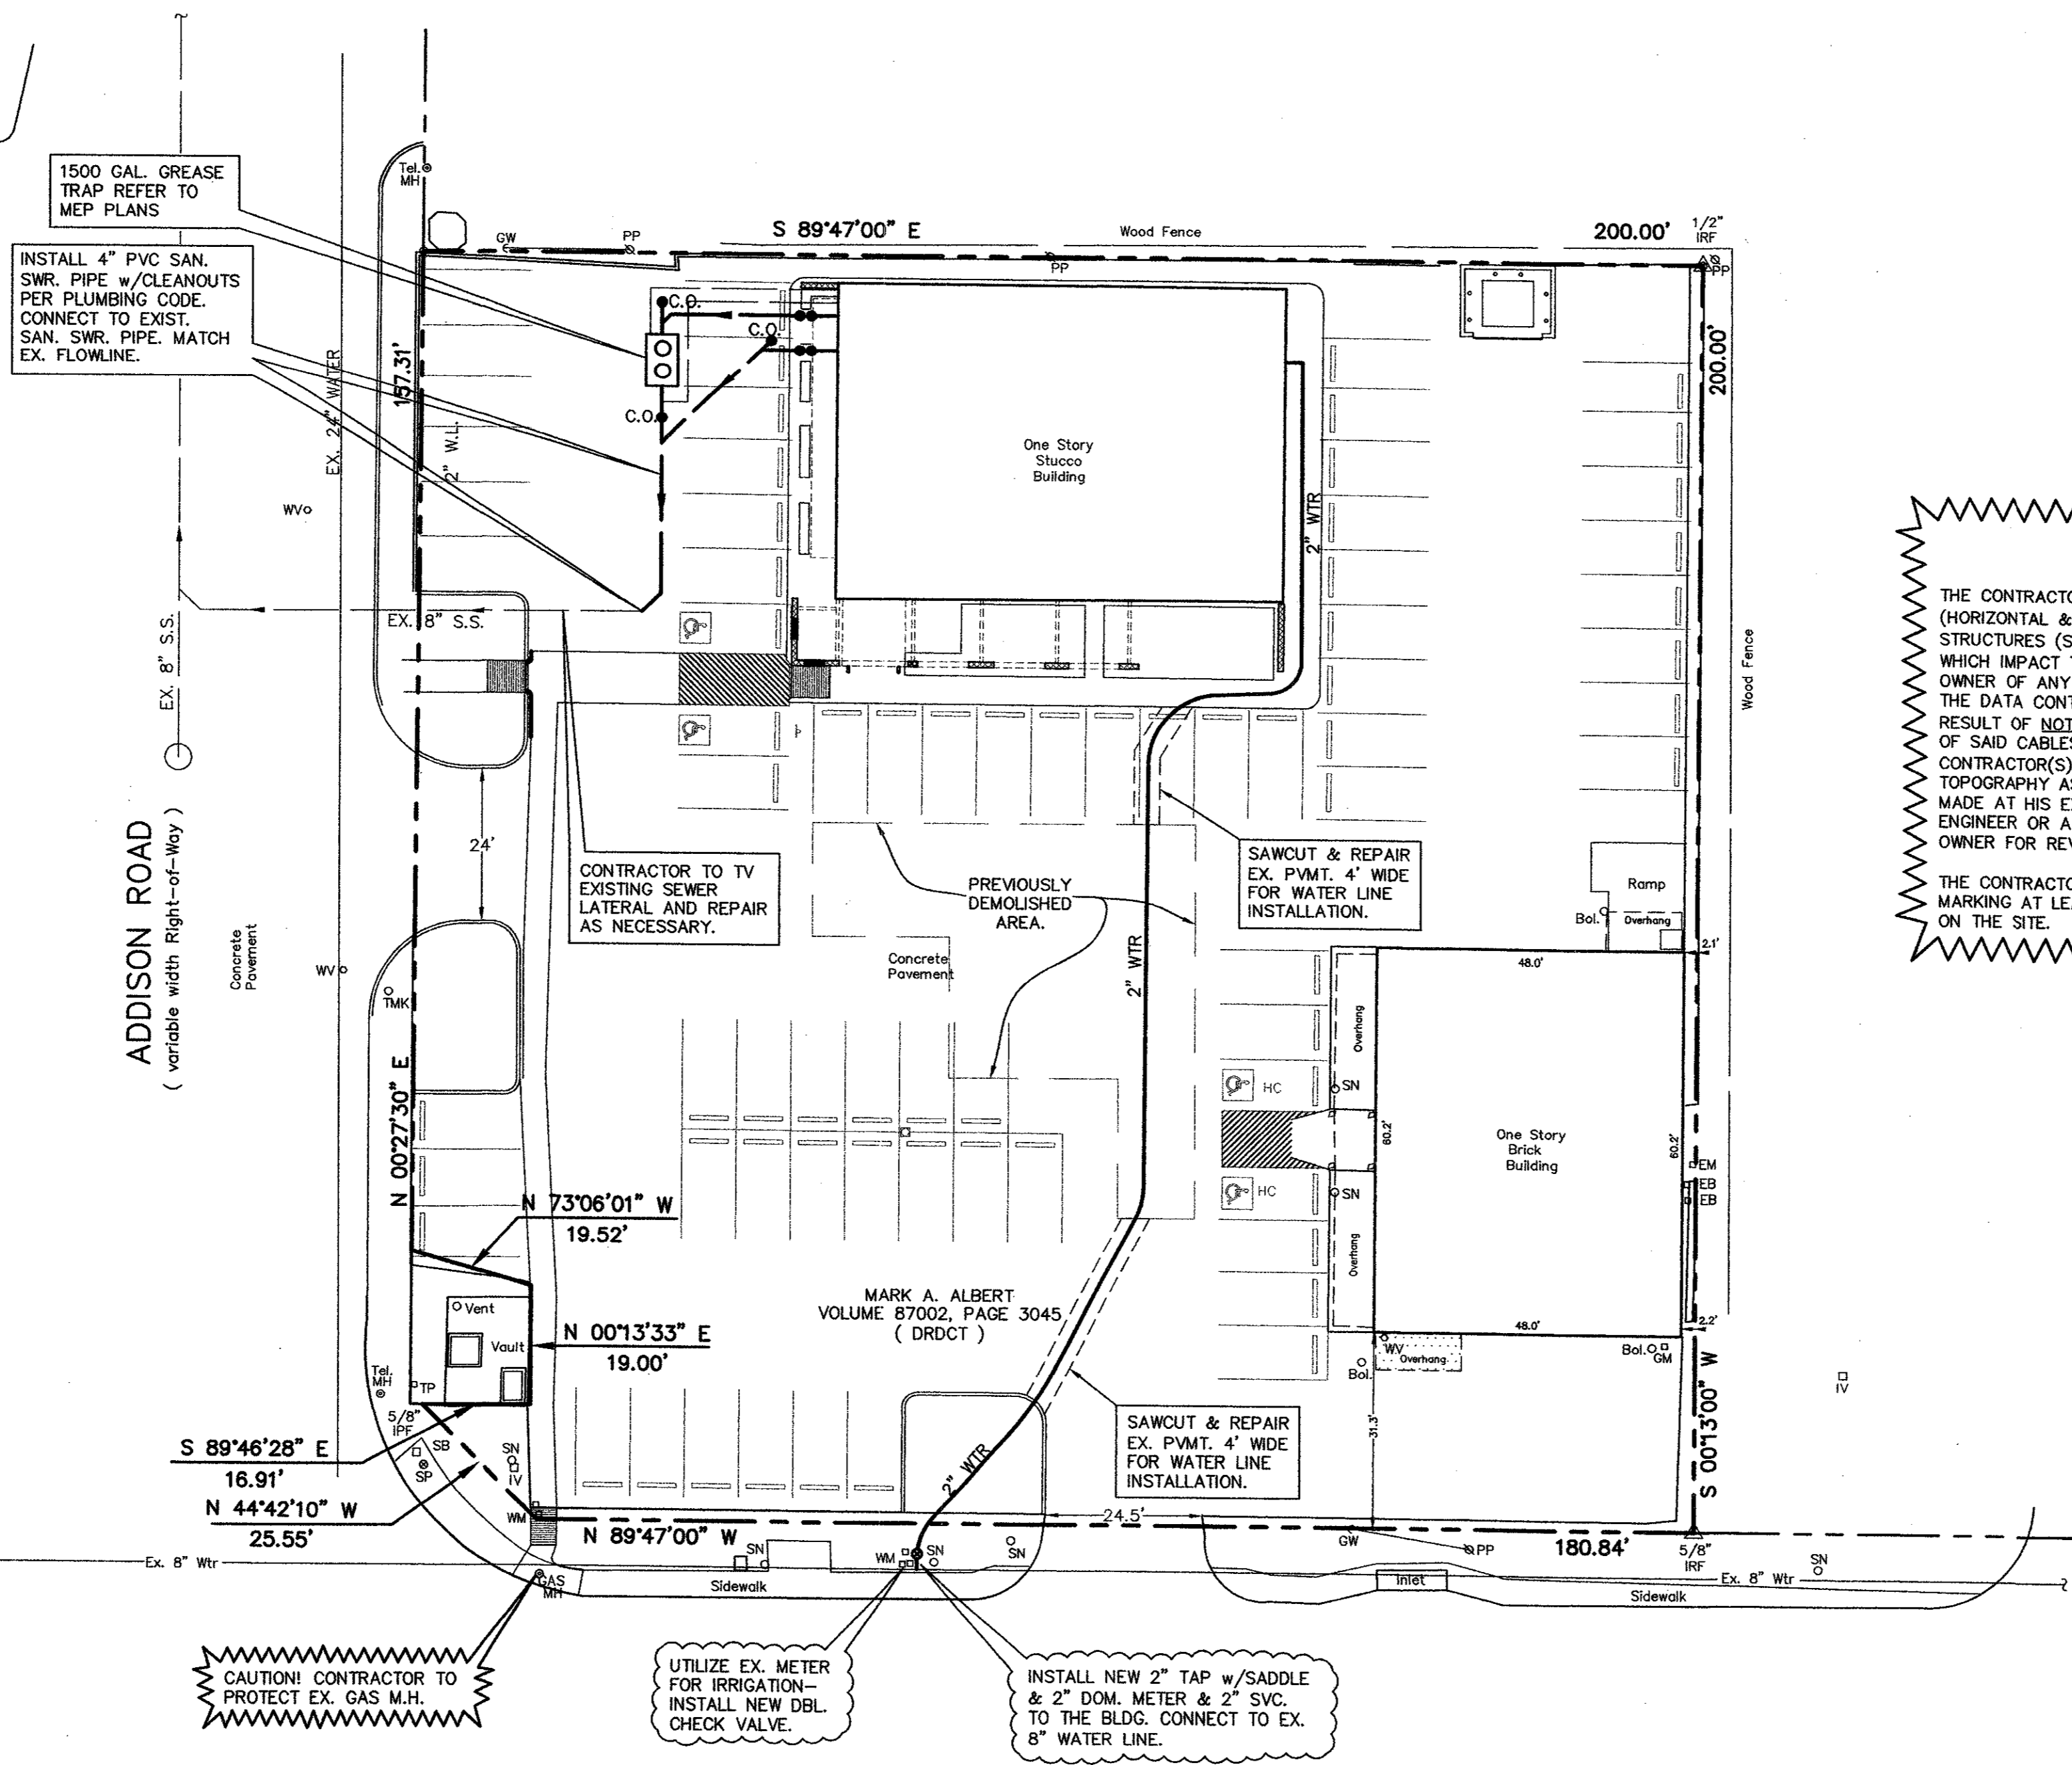 1500 GAL. GREASE
TRAP REFER TO
MEP PLANS
INSTALL 4" PVC SAN.
SWR. PIPE w/CLEANOUTS
PER PLUMBING CODE.
CONNECT TO EXIST.
SAN. SWR. PIPE. MATCH
EX. FLOWLINE.
Tel.
MH
GW
PP
S 89°47'00" E
Wood Fence
200.00'
1/2"
IRF
PP
PP
200.00'
157.31'
EX. 24" WATER
2" W.L.
C.O.
C.O.
C.O.
One Story
Stucco
Building
2" WTR
WV
EX. 8" S.S.
EX. 8" S.S.
Wood Fence
24'
ADDISON ROAD
( variable width Right-of-Way )
Concrete
Pavement
WV
TMK
CONTRACTOR TO TV
EXISTING SEWER
LATERAL AND REPAIR
AS NECESSARY.
PREVIOUSLY
DEMOLISHED
AREA.
Concrete
Pavement
SAWCUT & REPAIR
EX. PVMT. 4' WIDE
FOR WATER LINE
INSTALLATION.
2" WTR
Ramp
Bol.
Overhang
2.1'
48.0'
Overhang
SN
HC
60.2'
One Story
Brick
Building
60.2'
EM
EB
EB
HC
SN
Overhang
48.0'
2.2'
WV
Overhang
Bol.
Bol.
GM
31.3'
IV
S 00°13'00" W
N 00°27'30" E
N 73°06'01" W
19.52'
Vent
Vault
N 00°13'33" E
19.00'
MARK A. ALBERT
VOLUME 87002, PAGE 3045
( DRDCT )
Tel.
MH
TP
5/8"
IPF
SB
SP
SN
IV
S 89°46'28" E
16.91'
N 44°42'10" W
25.55'
SAWCUT & REPAIR
EX. PVMT. 4' WIDE
FOR WATER LINE
INSTALLATION.
2" WTR
WM
N 89°47'00" W
24.5'
GW
PP
180.84'
5/8"
IRF
SN
Ex. 8" Wtr
SN
WM
SN
SN
GAS
MH
Sidewalk
Inlet
Ex. 8" Wtr
Sidewalk
CAUTION! CONTRACTOR TO
PROTECT EX. GAS M.H.
UTILIZE EX. METER
FOR IRRIGATION-
INSTALL NEW DBL.
CHECK VALVE.
INSTALL NEW 2" TAP w/SADDLE
& 2" DOM. METER & 2" SVC.
TO THE BLDG. CONNECT TO EX.
8" WATER LINE.
THE CONTRACTO
(HORIZONTAL &
STRUCTURES (S
WHICH IMPACT
OWNER OF ANY
THE DATA CONT
RESULT OF NOT
OF SAID CABLES
CONTRACTOR(S)
TOPOGRAPHY AS
MADE AT HIS E
ENGINEER OR A
OWNER FOR REV
THE CONTRACTO
MARKING AT LEA
ON THE SITE.